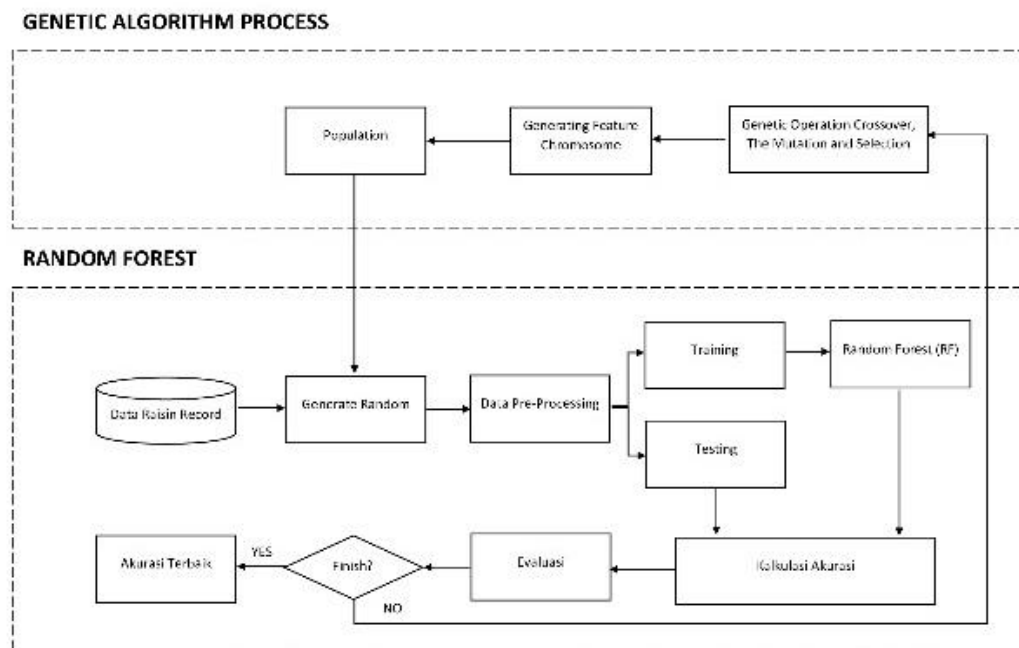 GENETIC ALGORITHM PROCESS
Population
Generating Feature
Chromosome
Genetic Operation Crossover,
The Mutation and Selection
RANDOM FOREST
Data Raisin Record
Generate Random
Data Pre-Processing
Training
Random Forest (RF)
Testing
Akurasi Terbaik
YES
Finish?
NO
Evaluasi
Kalkulasi Akurasi